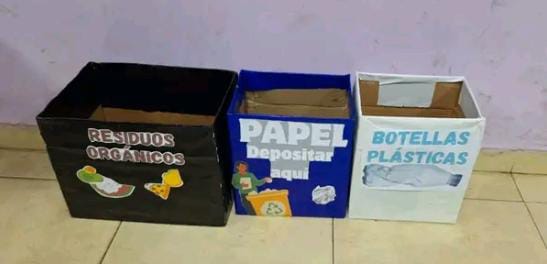 RESIDUOS
ORGÁNICOS
PAPEL
Depositar
aquí
BOTELLAS
PLÁSTICAS